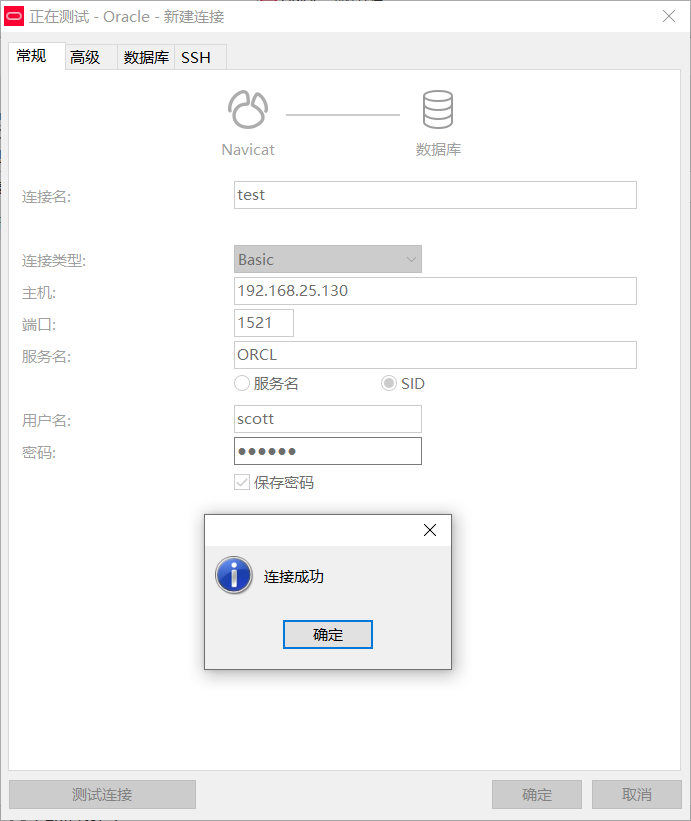 正在测试 - Oracle - 新建连接
常规 高级 数据库 SSH
Navicat 数据库
连接名: test
连接类型: Basic
主机: 192.168.25.130
端口: 1521
服务名: ORCL
服务名 SID
用户名: scott
密码: ●●●●●●
保存密码
连接成功
确定
测试连接 确定 取消